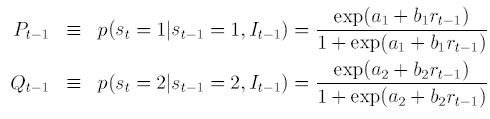 P_{t−1} ≡ p(s_t = 1|s_{t−1} = 1, I_{t−1}) = exp(a_1 + b_1 r_{t−1}) / 1 + exp(a_1 + b_1 r_{t−1})
Q_{t−1} ≡ p(s_t = 2|s_{t−1} = 2, I_{t−1}) = exp(a_2 + b_2 r_{t−1}) / 1 + exp(a_2 + b_2 r_{t−1})